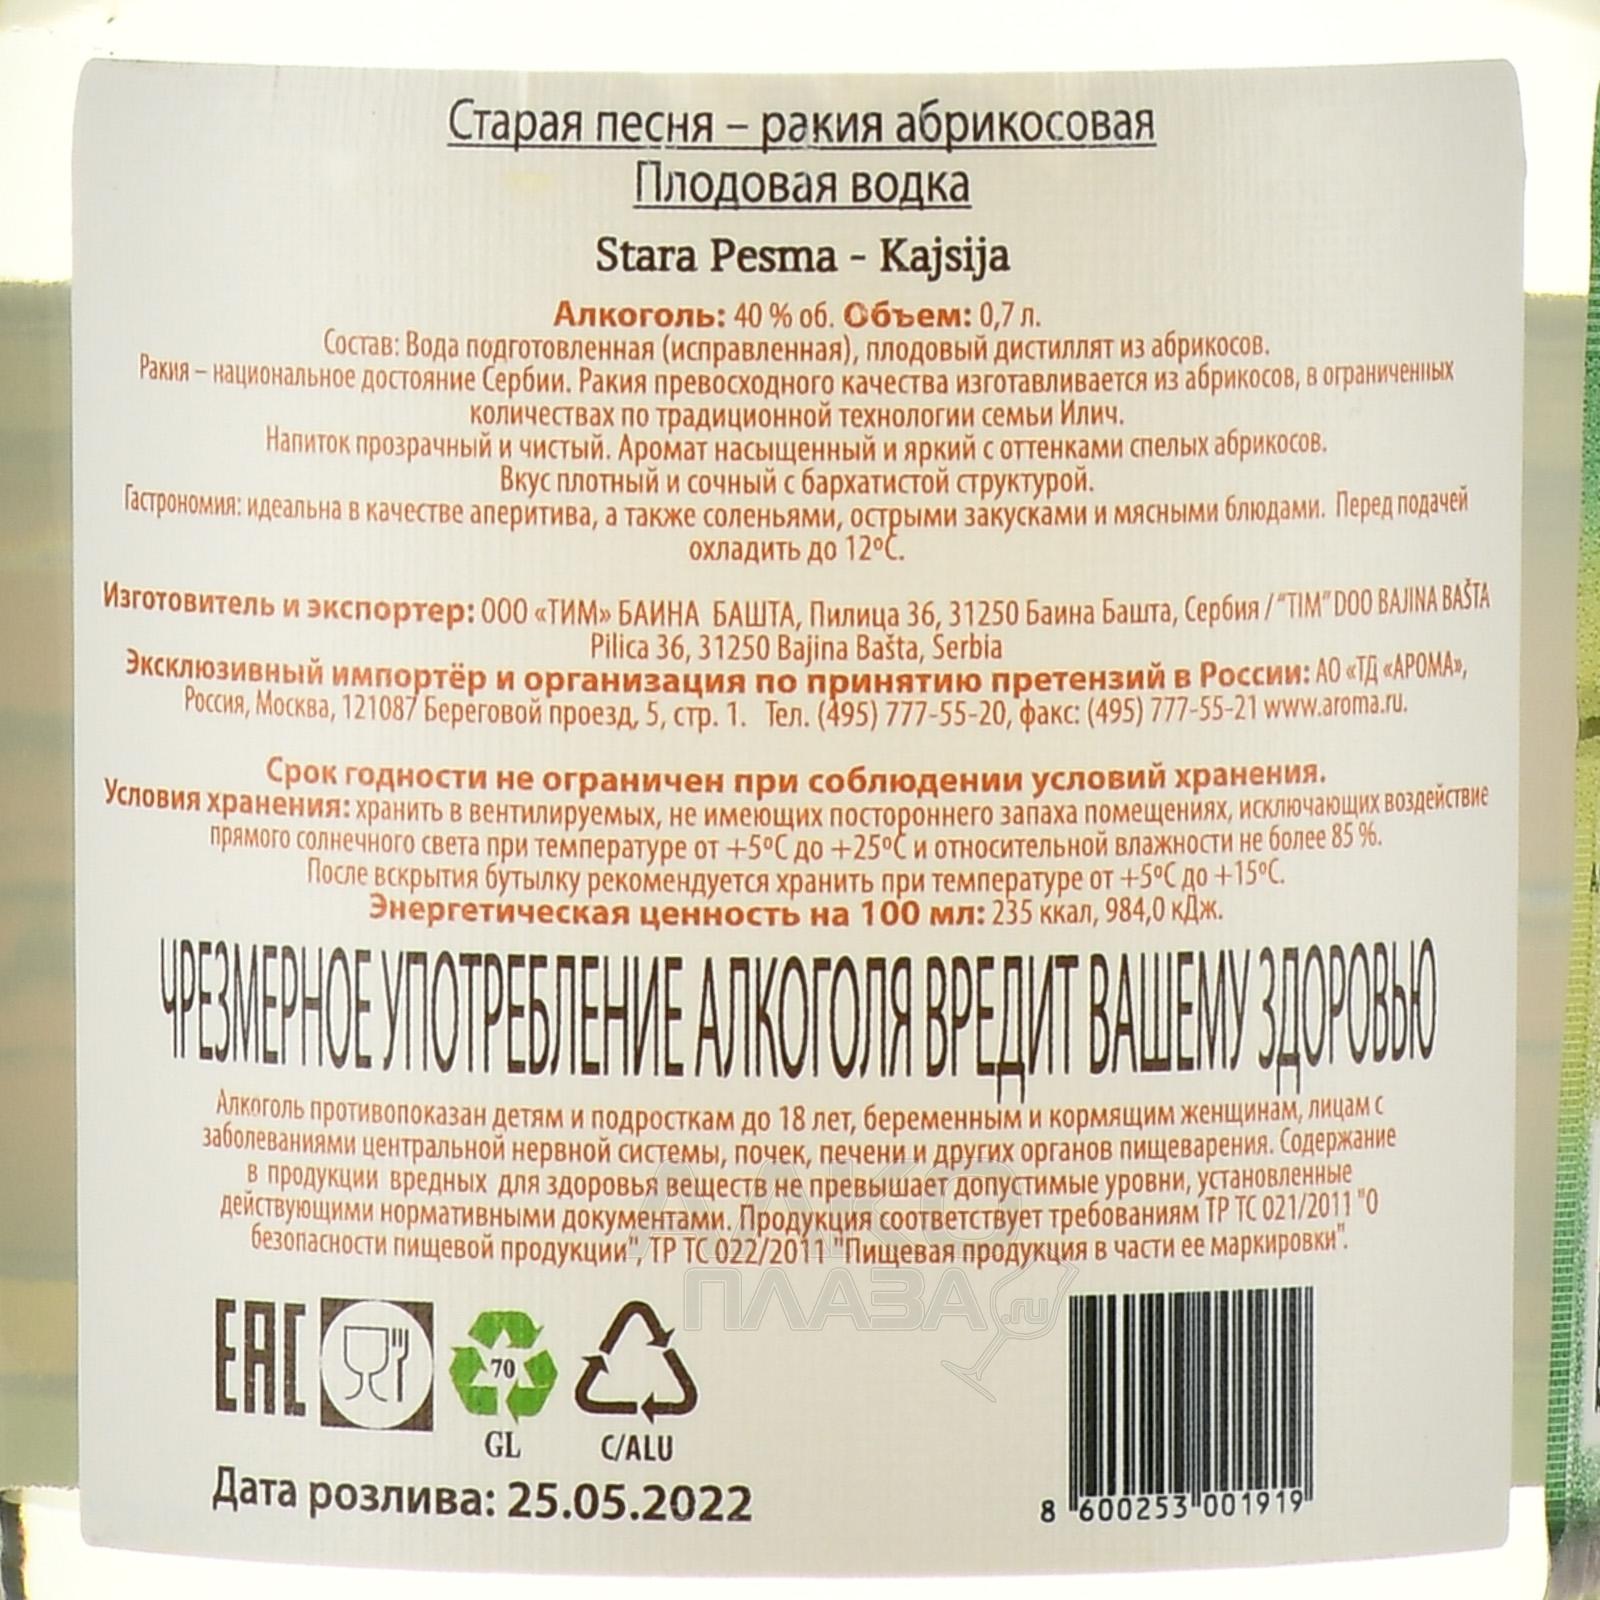 Старая песня – ракия абрикосовая
Плодовая водка
Stara Pesma - Kajsija
Алкоголь: 40 % об. Объем: 0,7 л.
Состав: Вода подготовленная (исправленная), плодовый дистиллят из абрикосов.
Ракия – национальное достояние Сербии. Ракия превосходного качества изготавливается из абрикосов, в ограниченных
количествах по традиционной технологии семьи Илич.
Напиток прозрачный и чистый. Аромат насыщенный и яркий с оттенками спелых абрикосов.
Вкус плотный и сочный с бархатистой структурой.
Гастрономия: идеальна в качестве аперитива, а также соленьями, острыми закусками и мясными блюдами. Перед подачей
охладить до 12ºС.
Изготовитель и экспортер: ООО «ТИМ» БАИНА БАШТА, Пилица 36, 31250 Баина Башта, Сербия / "TIM" DOO BAJINA BAŠTA
Pilica 36, 31250 Bajina Bašta, Serbia
Эксклюзивный импортёр и организация по принятию претензий в России: АО «ТД «АРОМА»,
Россия, Москва, 121087 Береговой проезд, 5, стр. 1. Тел. (495) 777-55-20, факс: (495) 777-55-21 www.aroma.ru.
Срок годности не ограничен при соблюдении условий хранения.
Условия хранения: хранить в вентилируемых, не имеющих постороннего запаха помещениях, исключающих воздействие
прямого солнечного света при температуре от +5ºС до +25ºС и относительной влажности не более 85 %.
После вскрытия бутылку рекомендуется хранить при температуре от +5ºС до +15ºС.
Энергетическая ценность на 100 мл: 235 ккал, 984,0 кДж.
ЧРЕЗМЕРНОЕ УПОТРЕБЛЕНИЕ АЛКОГОЛЯ ВРЕДИТ ВАШЕМУ ЗДОРОВЬЮ
Алкоголь противопоказан детям и подросткам до 18 лет, беременным и кормящим женщинам, лицам с
заболеваниями центральной нервной системы, почек, печени и других органов пищеварения. Содержание
в продукции вредных для здоровья веществ не превышает допустимые уровни, установленные
действующими нормативными документами. Продукция соответствует требованиям ТР ТС 021/2011 "О
безопасности пищевой продукции", ТР ТС 022/2011 "Пищевая продукция в части ее маркировки".
АЛКО
ПЛАЗА.ru
EAC
70
GL
C/ALU
Дата розлива: 25.05.2022
8 600253 001919